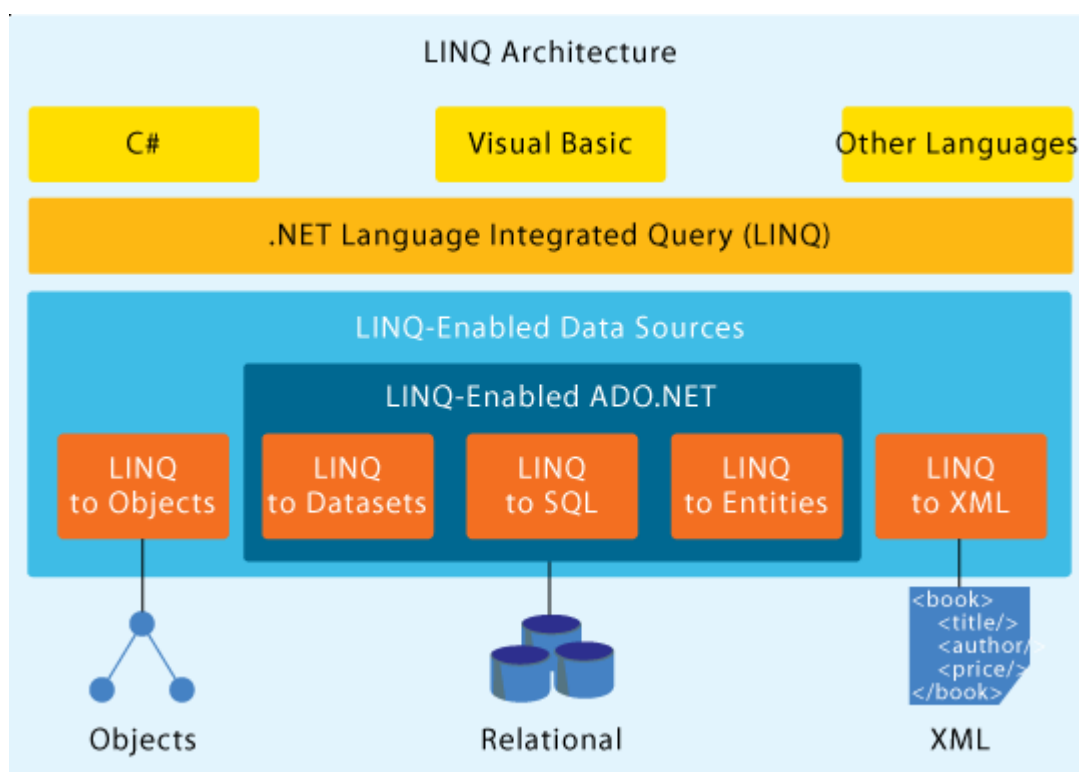 LINQ Architecture
C#
Visual Basic
Other Languages
.NET Language Integrated Query (LINQ)
LINQ-Enabled Data Sources
LINQ-Enabled ADO.NET
LINQ
to Objects
LINQ
to Datasets
LINQ
to SQL
LINQ
to Entities
LINQ
to XML
<book>
<title/>
<author/>
<price/>
</book>
Objects
Relational
XML